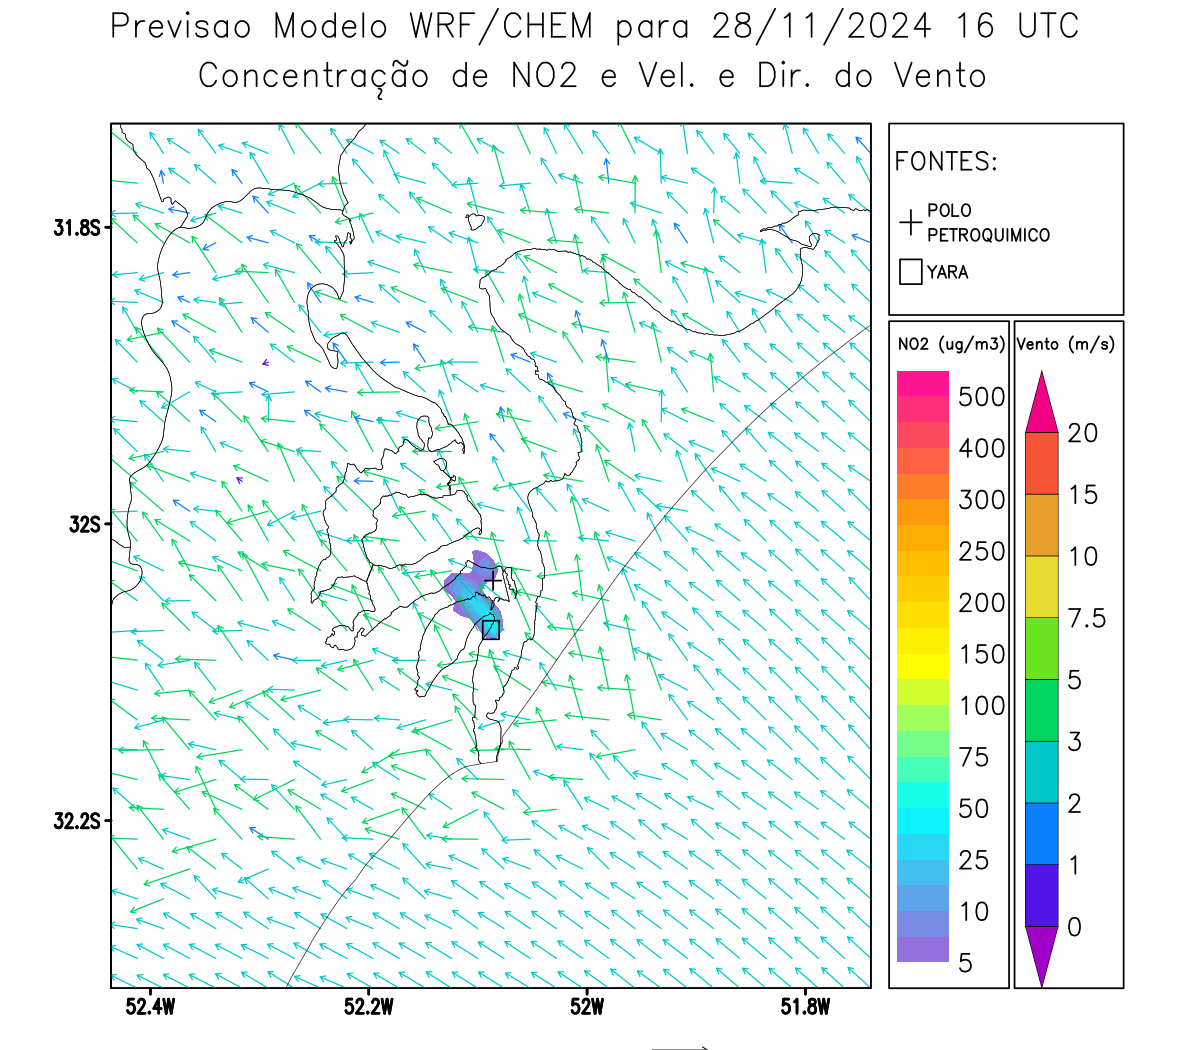 Previsao Modelo WRF/CHEM para 28/11/2024 16 UTC
Concentração de NO2 e Vel. e Dir. do Vento
FONTES:
POLO
PETROQUIMICO
YARA
NO2 (ug/m3)
500
400
300
250
200
150
100
75
50
25
10
5
Vento (m/s)
20
15
10
7.5
5
3
2
1
0
31.8S
32S
32.2S
52.4W
52.2W
52W
51.8W